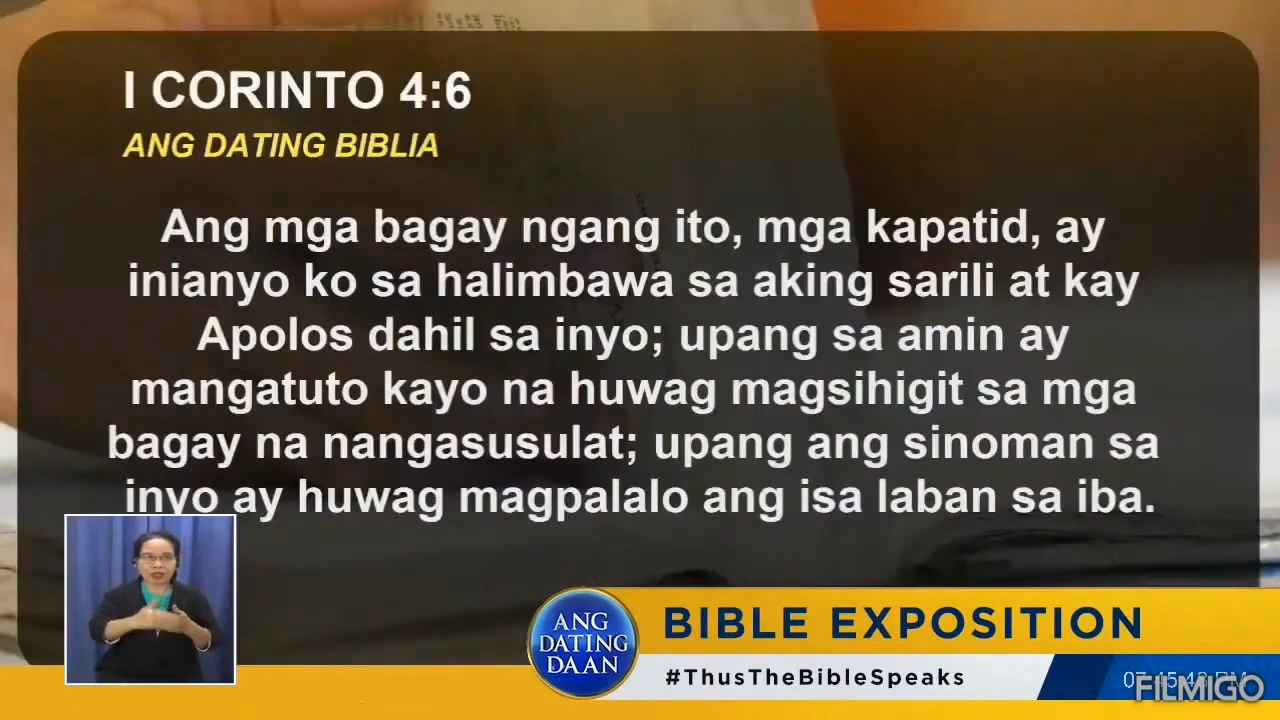 I CORINTO 4:6
ANG DATING BIBLIA
Ang mga bagay ngang ito, mga kapatid, ay
inianyo ko sa halimbawa sa aking sarili at kay
Apolos dahil sa inyo; upang sa amin ay
mangatuto kayo na huwag magsihigit sa mga
bagay na nangasusulat; upang ang sinoman sa
inyo ay huwag magpalalo ang isa laban sa iba.
ANG
DATING
DAAN
BIBLE EXPOSITION
#ThusTheBibleSpeaks
FILMIGO